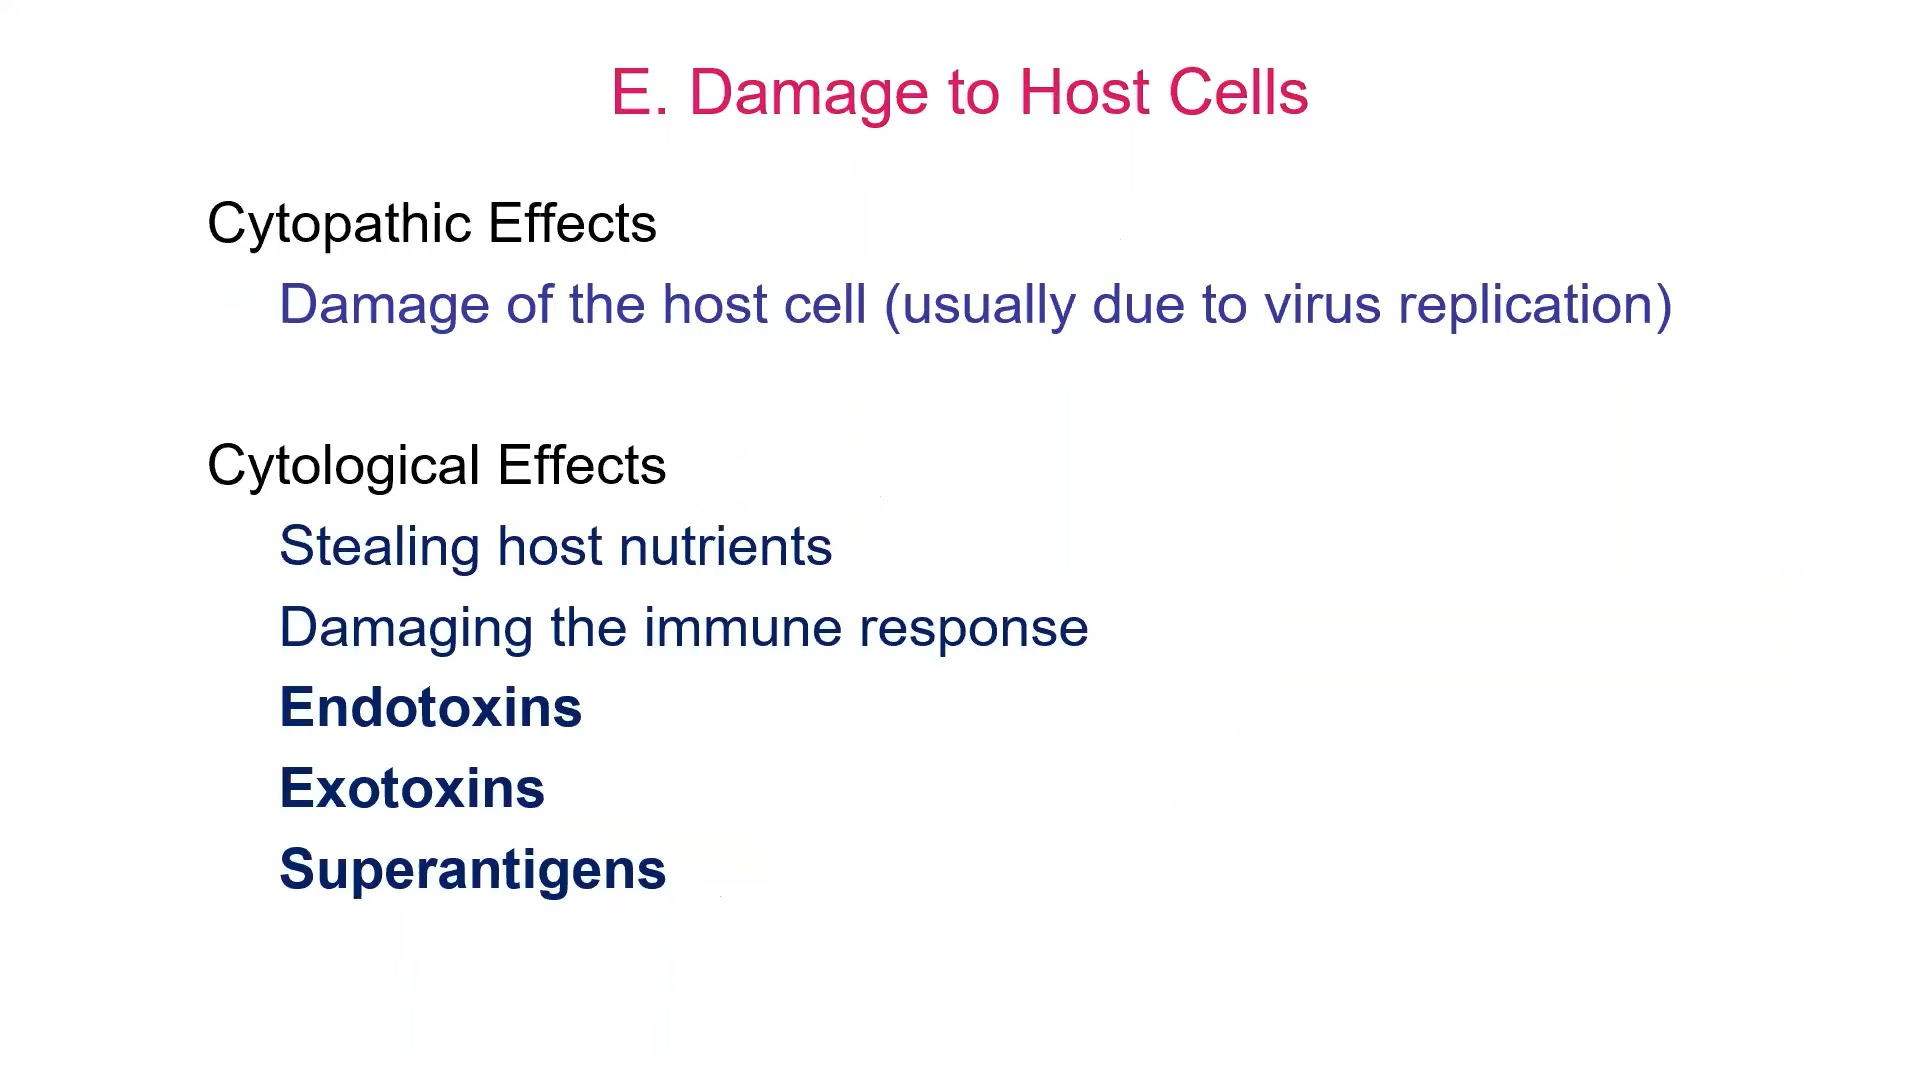 E. Damage to Host Cells
Cytopathic Effects
Damage of the host cell (usually due to virus replication)
Cytological Effects
Stealing host nutrients
Damaging the immune response
Endotoxins
Exotoxins
Superantigens